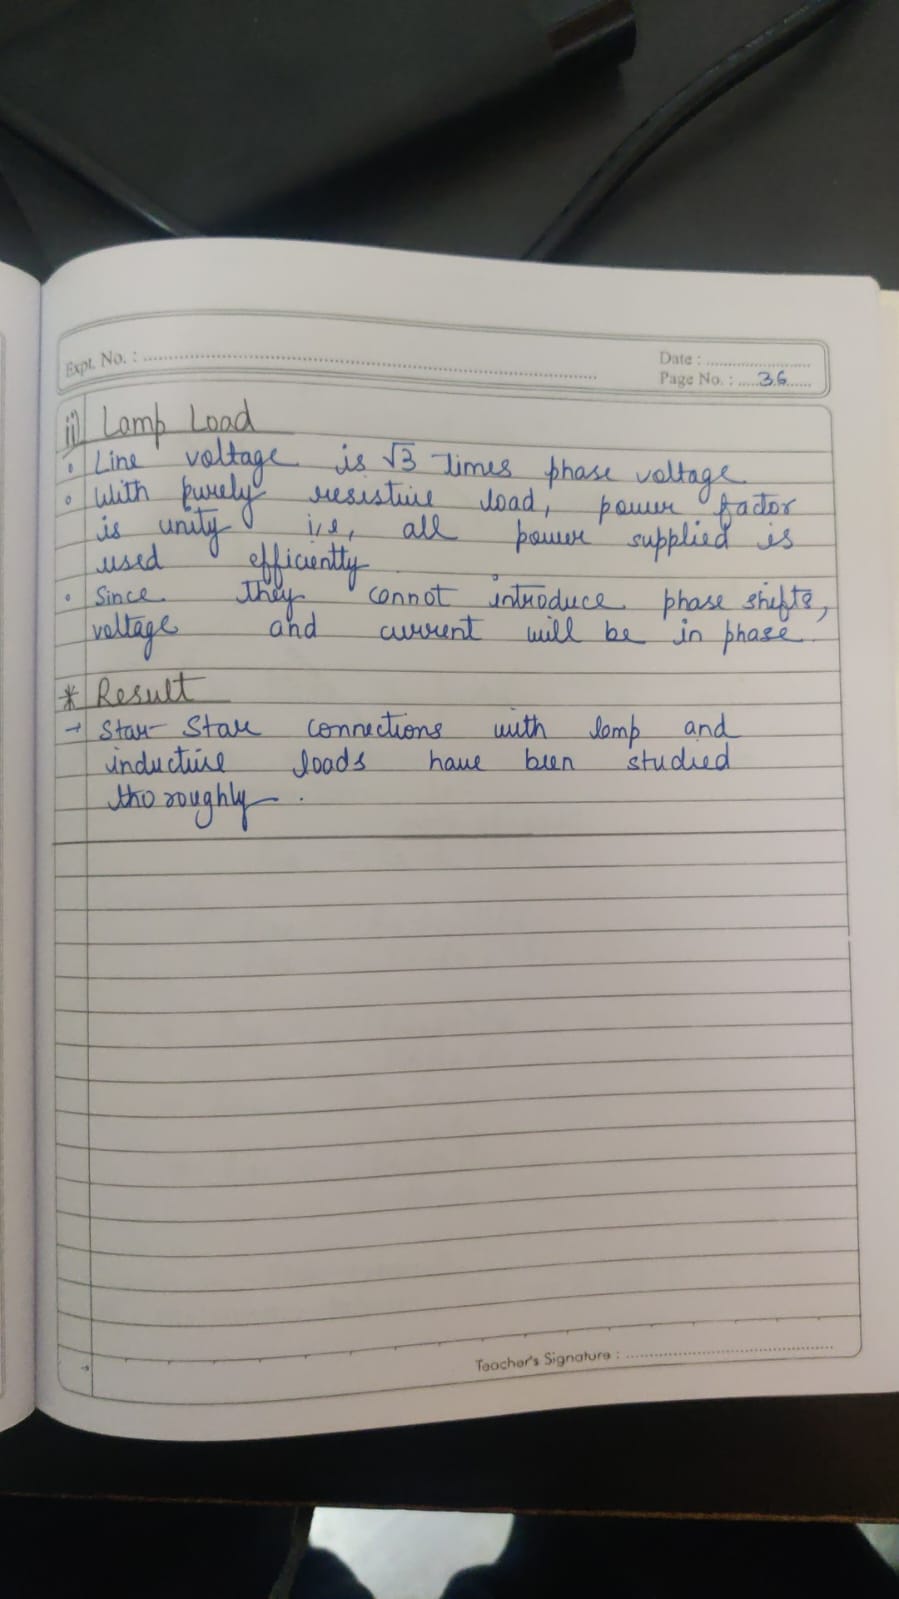 Expt. No. :
Date :
Page No. : 36
ii) Lamp Load
• Line voltage is √3 Times phase voltage
• With purely resistive load, power factor
is unity i.e, all power supplied is
used efficiently.
• Since they cannot introduce phase shifts,
voltage and current will be in phase.
* Result
→ Star-Star connections with lamp and
inductive loads have been studied
thoroughly.
Teacher's Signature :